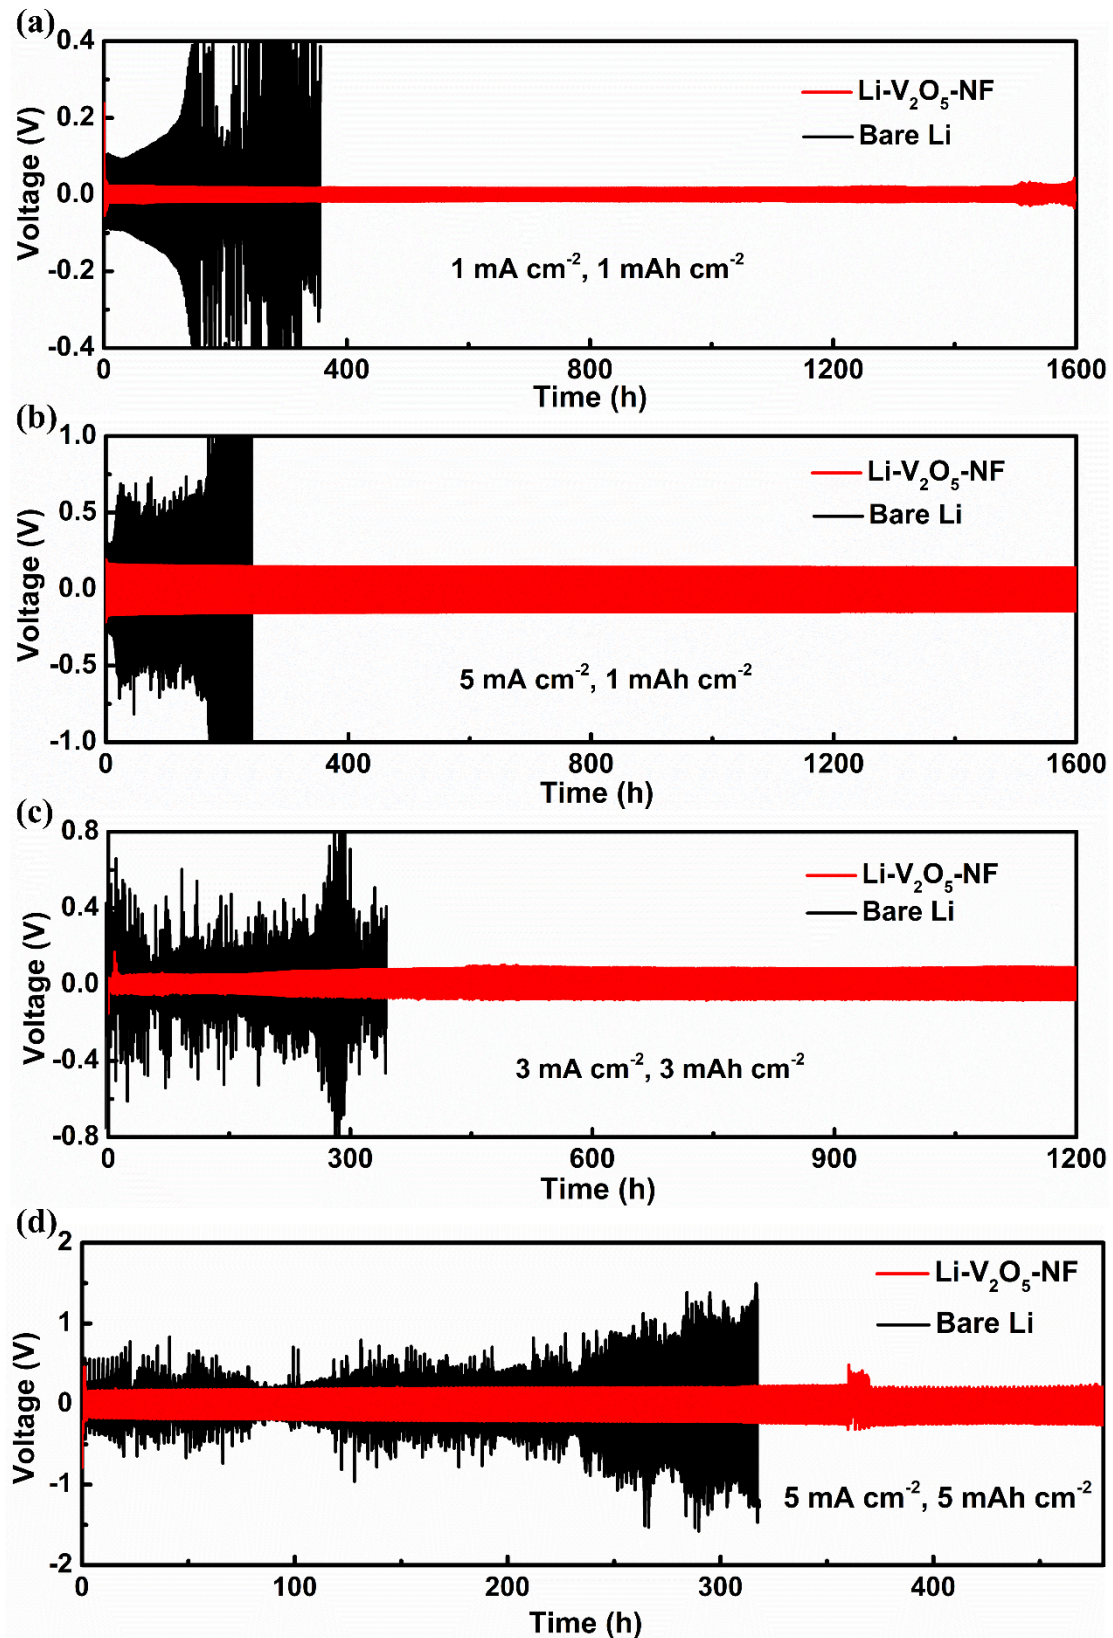 (a)
0.4
0.2
0.0
-0.2
-0.4
Voltage (V)
Li-V₂O₅-NF
Bare Li
1 mA cm⁻², 1 mAh cm⁻²
0 400 800 1200 1600
Time (h)
(b)
1.0
0.5
0.0
-0.5
-1.0
Voltage (V)
Li-V₂O₅-NF
Bare Li
5 mA cm⁻², 1 mAh cm⁻²
0 400 800 1200 1600
Time (h)
(c)
0.8
0.4
0.0
-0.4
-0.8
Voltage (V)
Li-V₂O₅-NF
Bare Li
3 mA cm⁻², 3 mAh cm⁻²
0 300 600 900 1200
Time (h)
(d)
2
1
0
-1
-2
Voltage (V)
Li-V₂O₅-NF
Bare Li
5 mA cm⁻², 5 mAh cm⁻²
0 100 200 300 400
Time (h)